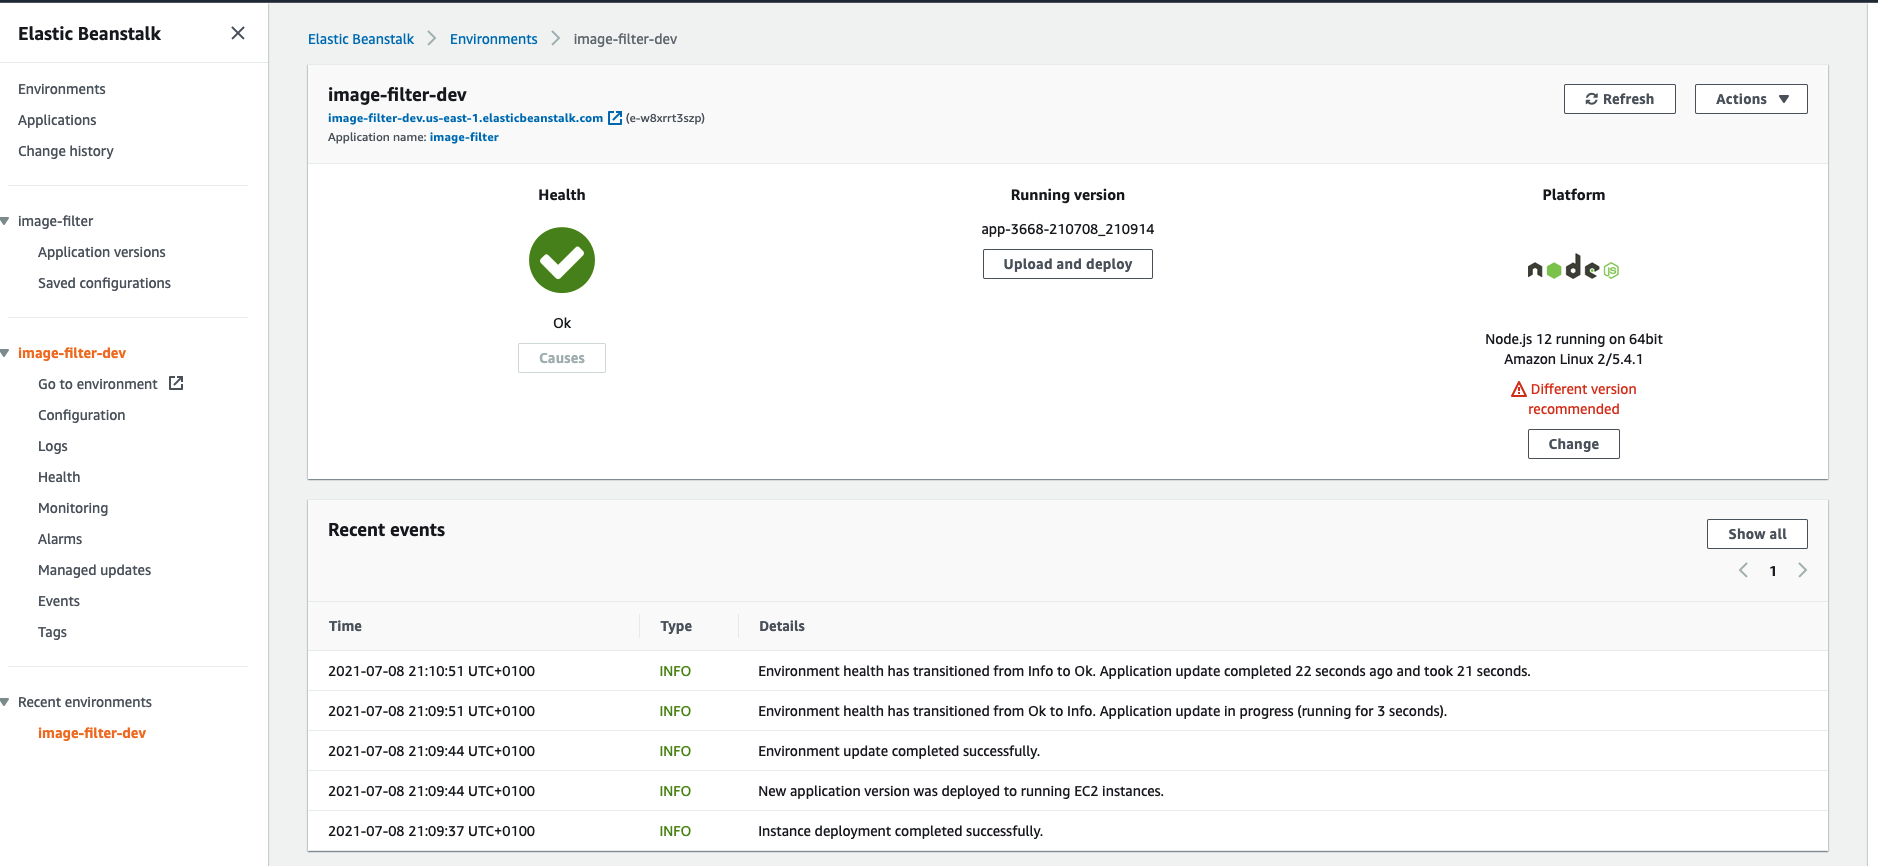 Elastic Beanstalk
Environments
Applications
Change history
image-filter
Application versions
Saved configurations
image-filter-dev
Go to environment
Configuration
Logs
Health
Monitoring
Alarms
Managed updates
Events
Tags
Recent environments
image-filter-dev
Elastic Beanstalk Environments image-filter-dev
image-filter-dev
image-filter-dev.us-east-1.elasticbeanstalk.com (e-w8xrrt3szp)
Application name: image-filter
Refresh
Actions
Health
Ok
Causes
Running version
app-3668-210708_210914
Upload and deploy
Platform
node JS
Node.js 12 running on 64bit
Amazon Linux 2/5.4.1
Different version
recommended
Change
Recent events
Show all
1
Time Type Details
2021-07-08 21:10:51 UTC+0100 INFO Environment health has transitioned from Info to Ok. Application update completed 22 seconds ago and took 21 seconds.
2021-07-08 21:09:51 UTC+0100 INFO Environment health has transitioned from Ok to Info. Application update in progress (running for 3 seconds).
2021-07-08 21:09:44 UTC+0100 INFO Environment update completed successfully.
2021-07-08 21:09:44 UTC+0100 INFO New application version was deployed to running EC2 instances.
2021-07-08 21:09:37 UTC+0100 INFO Instance deployment completed successfully.